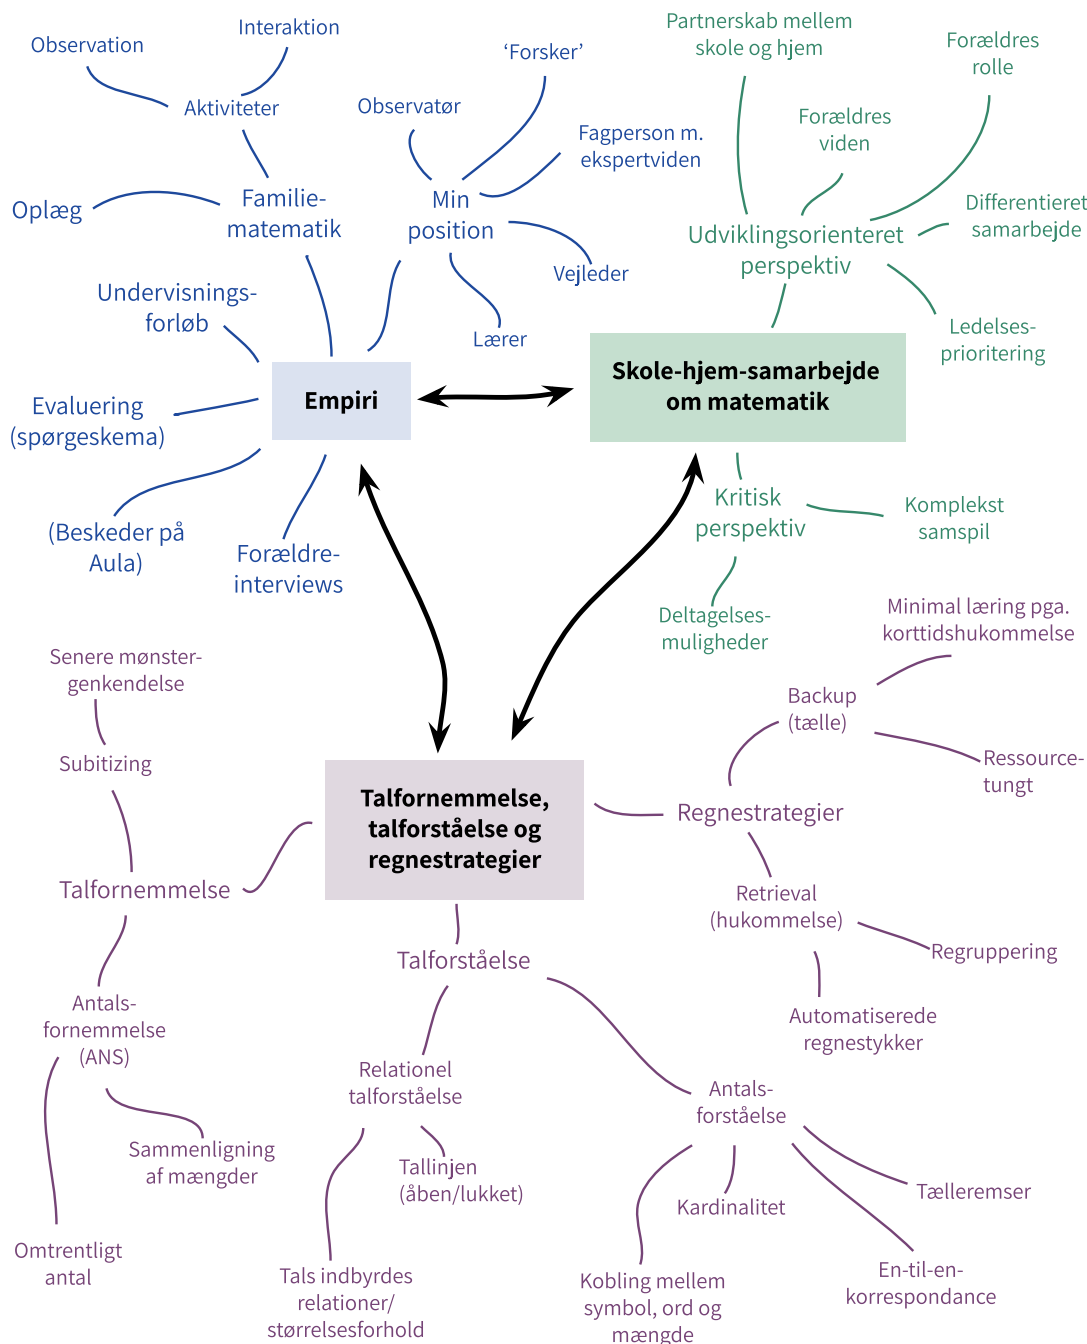 Observation
Interaktion
Aktiviteter
Oplæg
Familie-
matematik
Observatør
‘Forsker’
Fagperson m.
ekspertviden
Min
position
Vejleder
Lærer
Undervisnings-
forløb
Evaluering
(spørgeskema)
(Beskeder på
Aula)
Forældre-
interviews
Empiri
Partnerskab mellem
skole og hjem
Forældres
rolle
Forældres
viden
Differentieret
samarbejde
Udviklingsorienteret
perspektiv
Ledelses-
prioritering
Skole-hjem-samarbejde
om matematik
Kritisk
perspektiv
Komplekst
samspil
Deltagelses-
muligheder
Minimal læring pga.
korttidshukommelse
Backup
(tælle)
Ressource-
tungt
Regnestrategier
Retrieval
(hukommelse)
Regruppering
Automatiserede
regnestykker
Talfornemmelse,
talforståelse og
regnestrategier
Senere mønster-
genkendelse
Subitizing
Talfornemmelse
Antals-
fornemmelse
(ANS)
Sammenligning
af mængder
Omtrentligt
antal
Talforståelse
Relationel
talforståelse
Tallinjen
(åben/lukket)
Tals indbyrdes
relationer/
størrelsesforhold
Antals-
forståelse
Kardinalitet
Tælleremser
En-til-en-
korrespondance
Kobling mellem
symbol, ord og
mængde